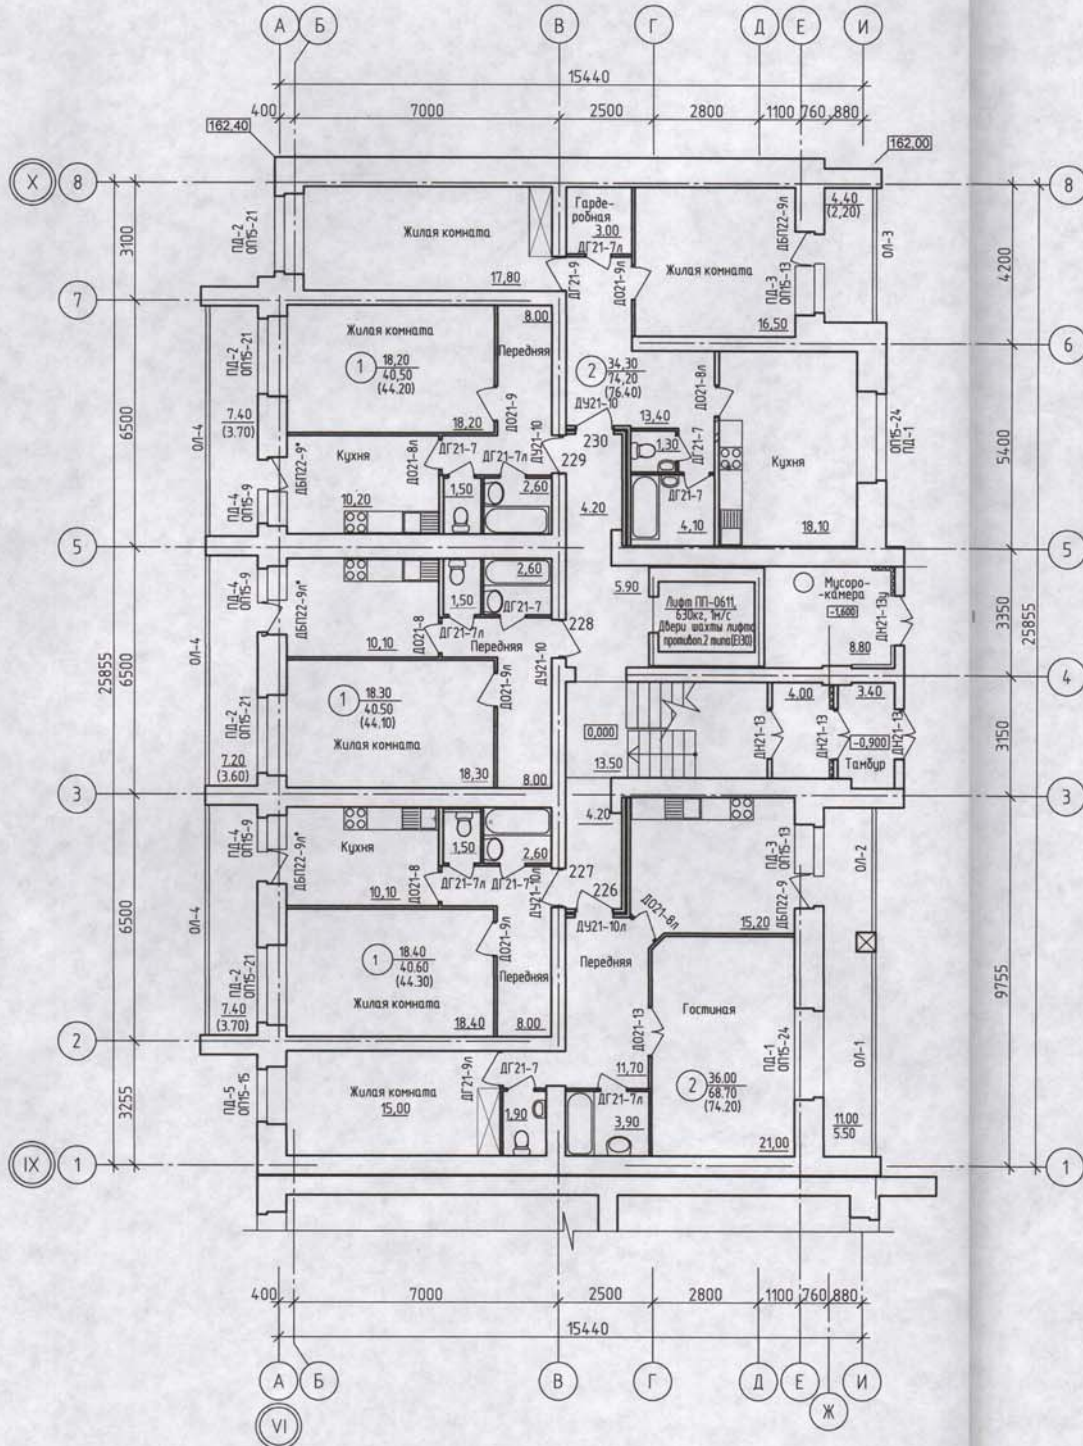 А Б В Г Д Е И
15440
400 7000 2500 2800 1100 760 880
162,40
162,00
X 8
8
3100
ПД-2
ОП15-21
Жилая комната
17,80
Гарде-
робная
3.00
ДГ21-7л
ДГ21-9
ДО21-9л
Жилая комната
16,50
ДБП22-9л
ПД-3
ОП15-13
4.40
(2,20)
ОЛ-3
4200
7
6
ПД-2
ОП15-21
Жилая комната
1 18,20
40,50
(44.20)
18,20
8.00
Передняя
ДО21-9
2 34,30
74,20
(76.40)
ДУ21-10
13,40
ДО21-8л
ОП15-24
ПД-1
6500
7.40
(3.70)
ОЛ-4
ДБП22-9*
Кухня
ДО21-8л
ДГ21-7
ДГ21-7л
ДУ21-10
229
230
1,30
ДГ21-7
Кухня
5400
ПД-4
ОП15-9
10,20
1,50
2,60
4.20
ДГ21-7
4,10
18,10
5
5
ПД-4
ОП15-9
ДБП22-9л*
1,50
2,60
ДГ21-7
5.90
Лифт ПП-0611,
630кг, 1м/с
Двери шахты лифта
противоп.2 типа(EI30)
Мусоро-
-камера
-1,600
ДН21-13у
8.80
3350
25855
10,10
ДО21-8
ДГ21-7л
Передняя
228
ДУ21-10
4
25855
6500
ОЛ-4
1 18.30
40.50
(44.10)
ДО21-9л
ПД-2
ОП15-21
Жилая комната
7.20
(3.60)
18,30
8.00
0,000
13.50
ДН21-13
4.00
ДН21-13
3.40
-0,900
Тамбур
ДН21-13
3150
3
3
ПД-4
ОП15-9
ДБП22-9л*
Кухня
10,10
ДО21-8
1,50
2,60
ДГ21-7л
ДГ21-7
ДУ21-10л
4.20
227
226
ДУ21-10л
ДО21-8л
15,20
ДБП22-9
ПД-3
ОП15-13
ОЛ-2
6500
ОЛ-4
1 18.40
40.60
(44.30)
ПД-2
ОП15-21
Жилая комната
7.40
(3.70)
18,40
ДО21-9л
Передняя
8.00
Передняя
ДО21-13
Гостиная
ПД-1
ОП15-24
ОЛ-1
9755
2
3255
ПД-5
ОП15-15
Жилая комната
15,00
ДГ21-9л
ДГ21-7
1,90
11,70
ДГ21-7л
3,90
2 36.00
68.70
(74.20)
21,00
11.00
5.50
IX 1
1
400 7000 2500 2800 1100 760 880
15440
А Б В Г Д Е И
Ж
VI